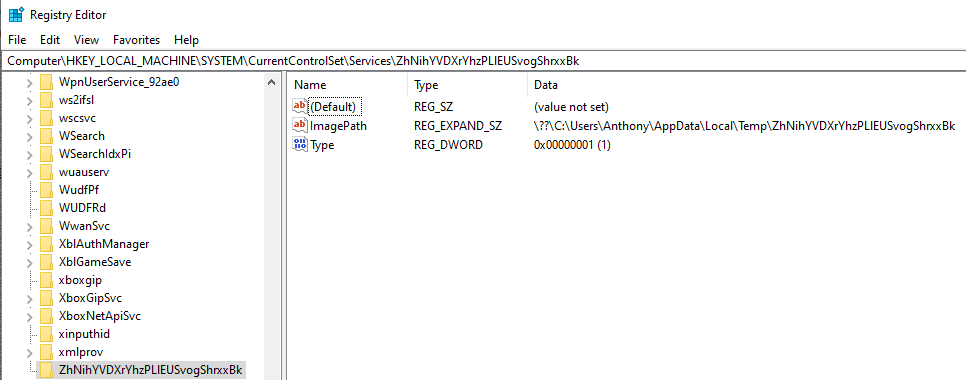 Registry Editor
File Edit View Favorites Help
Computer\HKEY_LOCAL_MACHINE\SYSTEM\CurrentControlSet\Services\ZhNihYVDXrYhzPLIEUSvogShrxxBk
WpnUserService_92ae0
ws2ifsl
wscsvc
WSearch
WSearchIdxPi
wuauserv
WudfPf
WUDFRd
WwanSvc
XblAuthManager
XblGameSave
xboxgip
XboxGipSvc
XboxNetApiSvc
xinputhid
xmlprov
ZhNihYVDXrYhzPLIEUSvogShrxxBk
Name Type Data
(Default) REG_SZ (value not set)
ImagePath REG_EXPAND_SZ \??\C:\Users\Anthony\AppData\Local\Temp\ZhNihYVDXrYhzPLIEUSvogShrxxBk
Type REG_DWORD 0x00000001 (1)